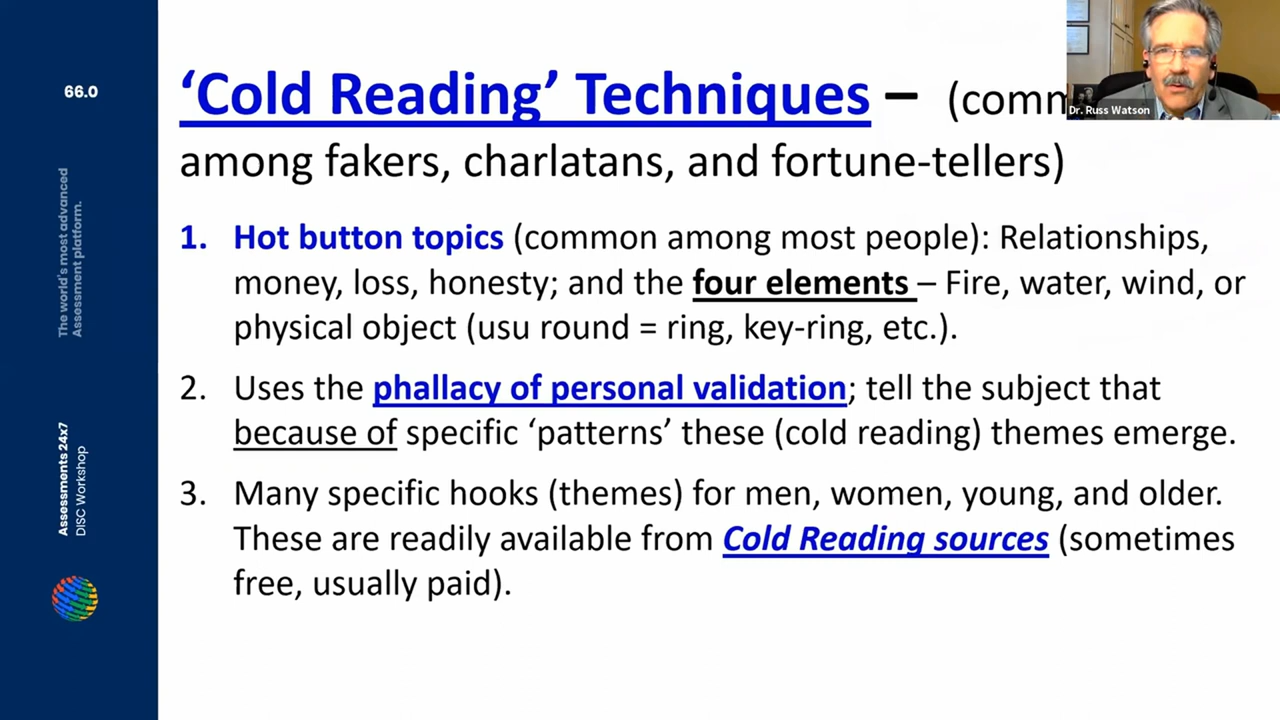 66.0
The world's most advanced
Assessment platform.
Assessments 24x7
DISC Workshop
'Cold Reading' Techniques – (comm
Dr. Russ Watson
among fakers, charlatans, and fortune-tellers)
1. Hot button topics (common among most people): Relationships,
money, loss, honesty; and the four elements – Fire, water, wind, or
physical object (usu round = ring, key-ring, etc.).
2. Uses the phallacy of personal validation; tell the subject that
because of specific 'patterns' these (cold reading) themes emerge.
3. Many specific hooks (themes) for men, women, young, and older.
These are readily available from Cold Reading sources (sometimes
free, usually paid).